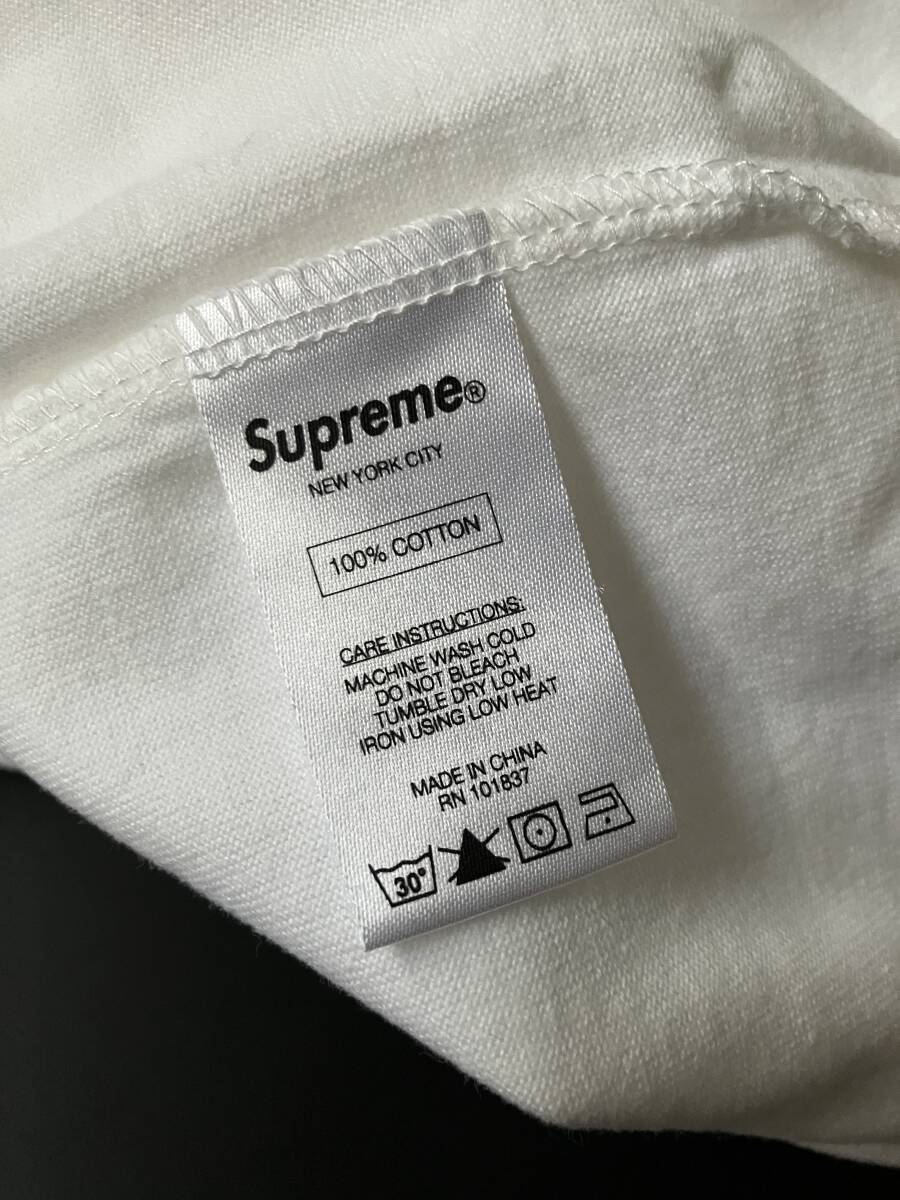 Supreme®
NEW YORK CITY
100% COTTON
CARE INSTRUCTIONS:
MACHINE WASH COLD
DO NOT BLEACH
TUMBLE DRY LOW
IRON USING LOW HEAT
MADE IN CHINA
RN 101837
30°